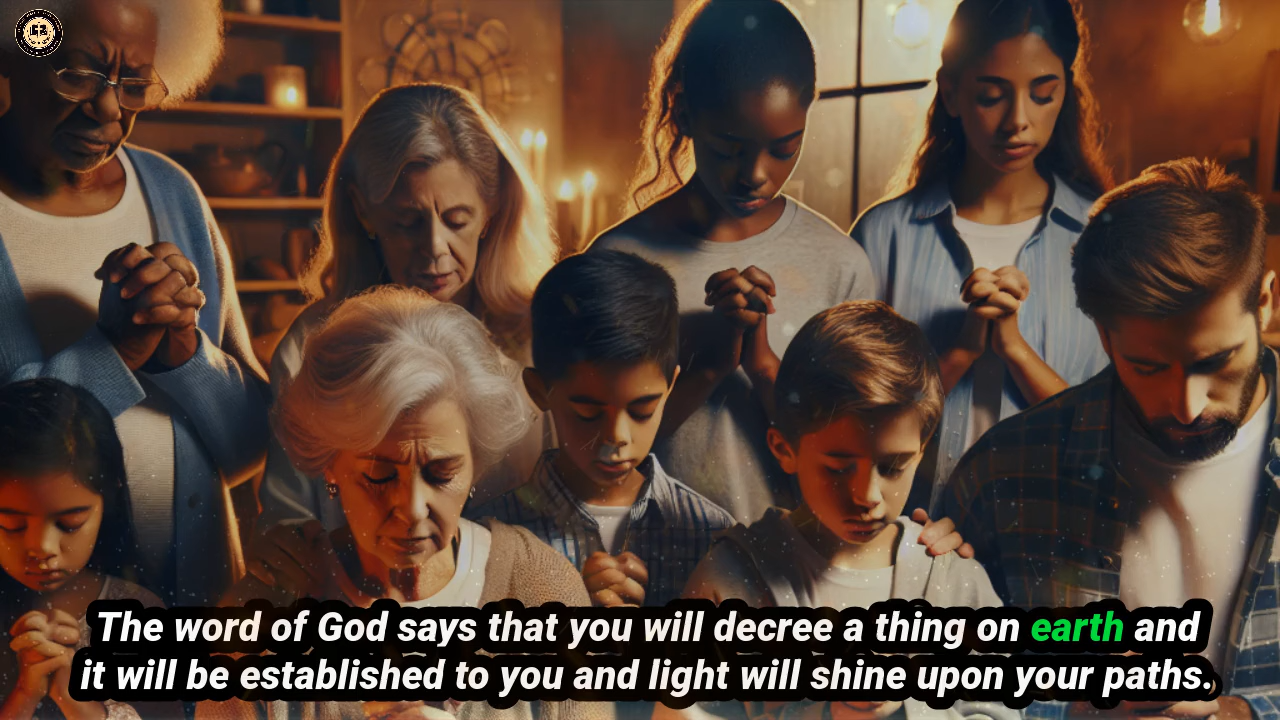 The word of God says that you will decree a thing on earth and
it will be established to you and light will shine upon your paths.